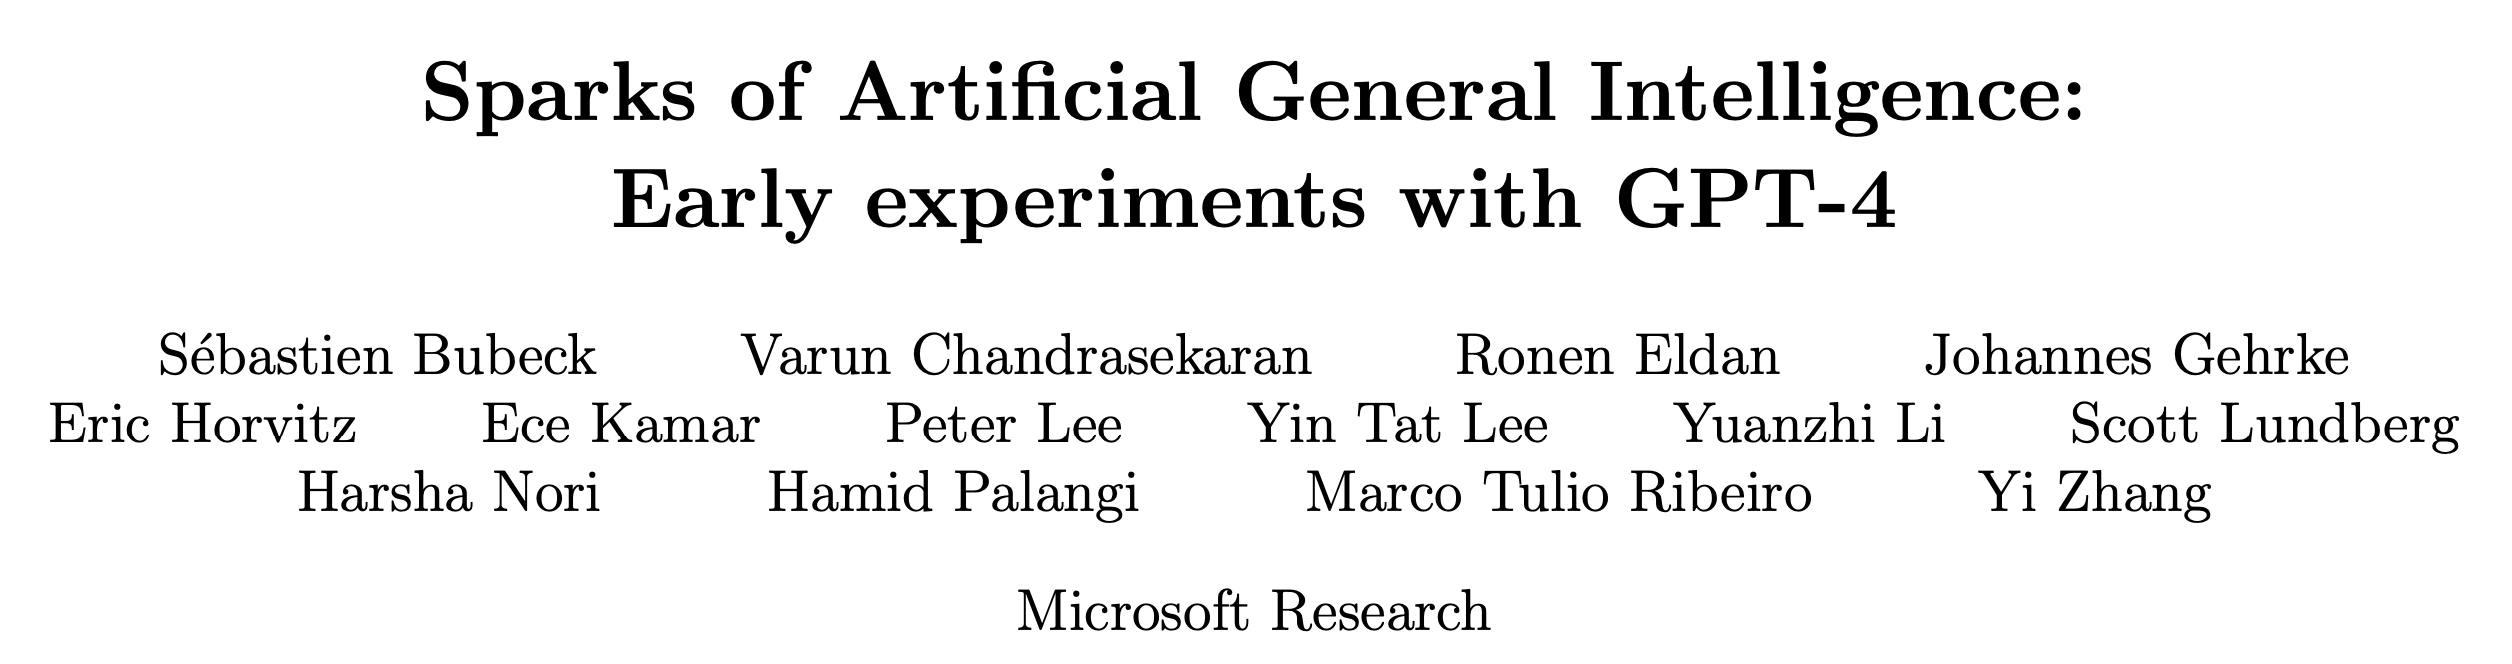 Sparks of Artificial General Intelligence:
Early experiments with GPT-4
Sébastien Bubeck Varun Chandrasekaran Ronen Eldan Johannes Gehrke
Eric Horvitz Ece Kamar Peter Lee Yin Tat Lee Yuanzhi Li Scott Lundberg
Harsha Nori Hamid Palangi Marco Tulio Ribeiro Yi Zhang
Microsoft Research